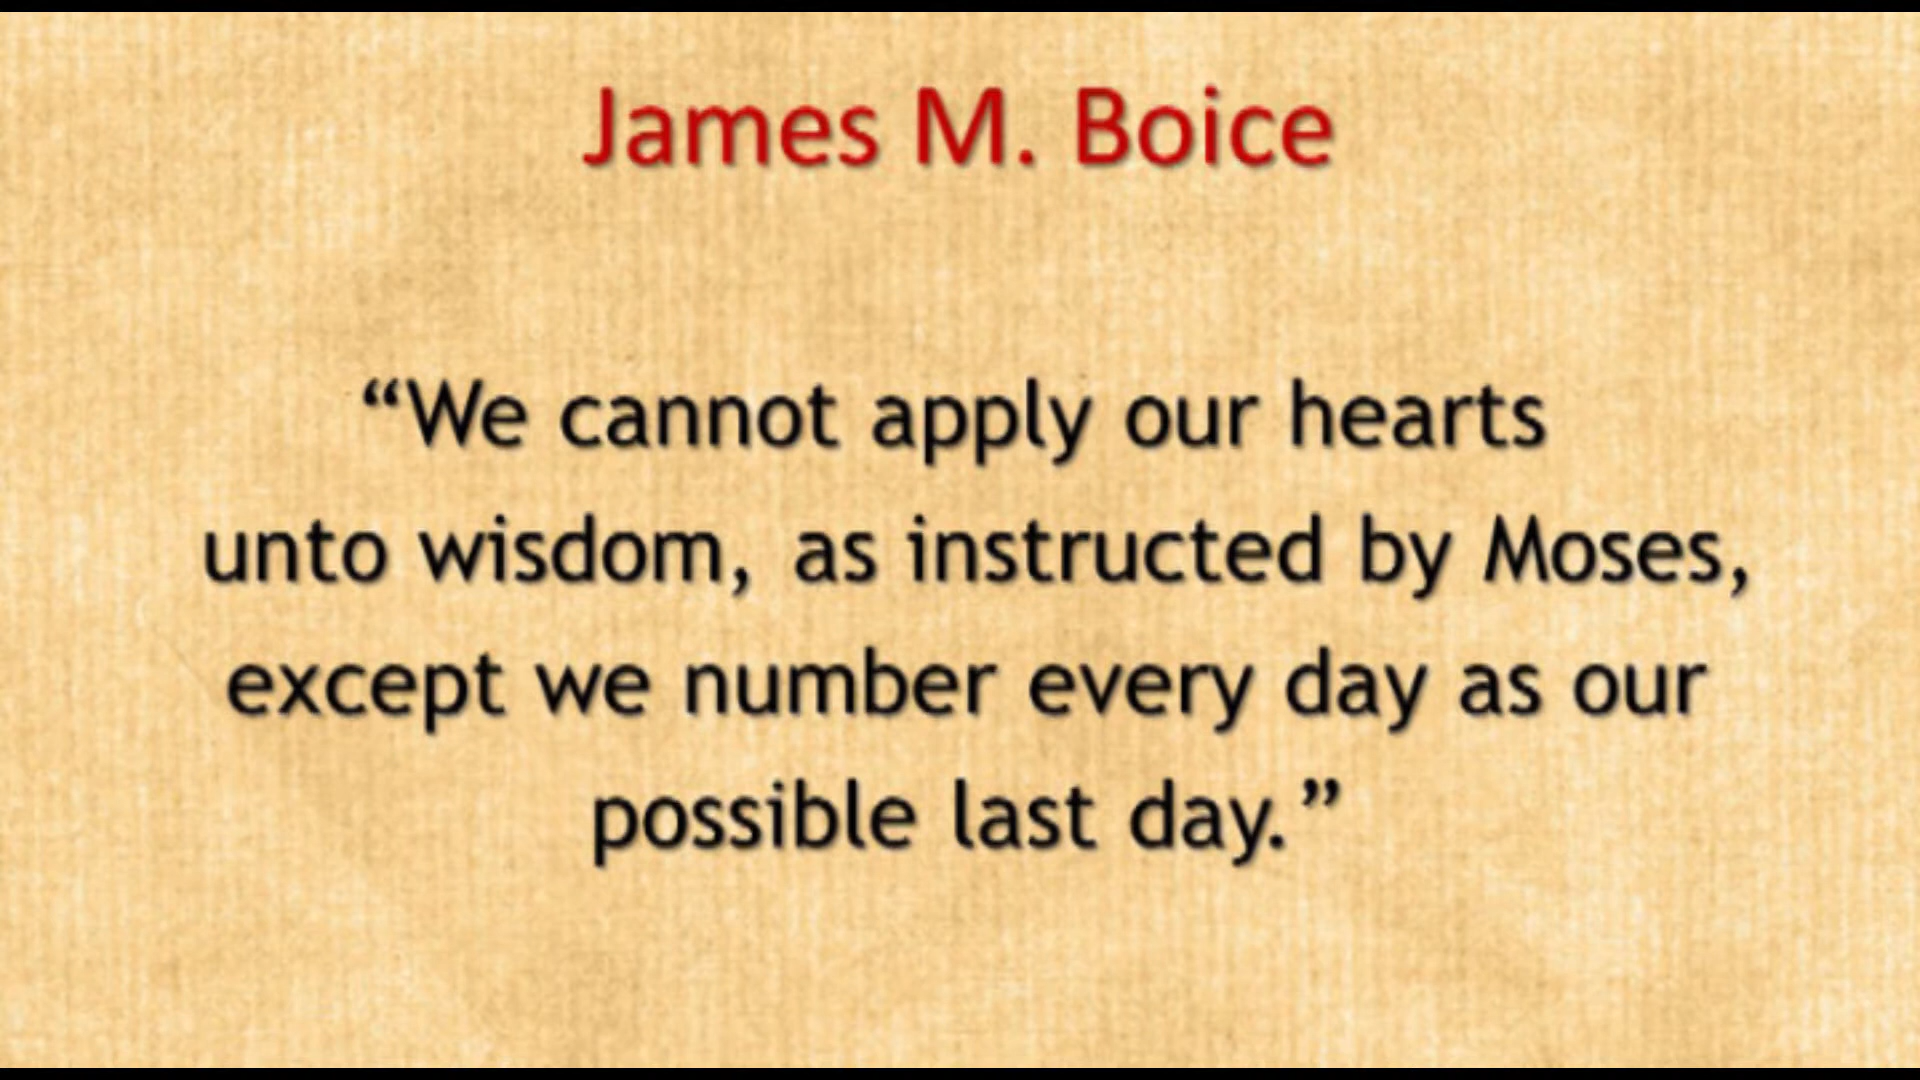 James M. Boice
“We cannot apply our hearts
unto wisdom, as instructed by Moses,
except we number every day as our
possible last day.”